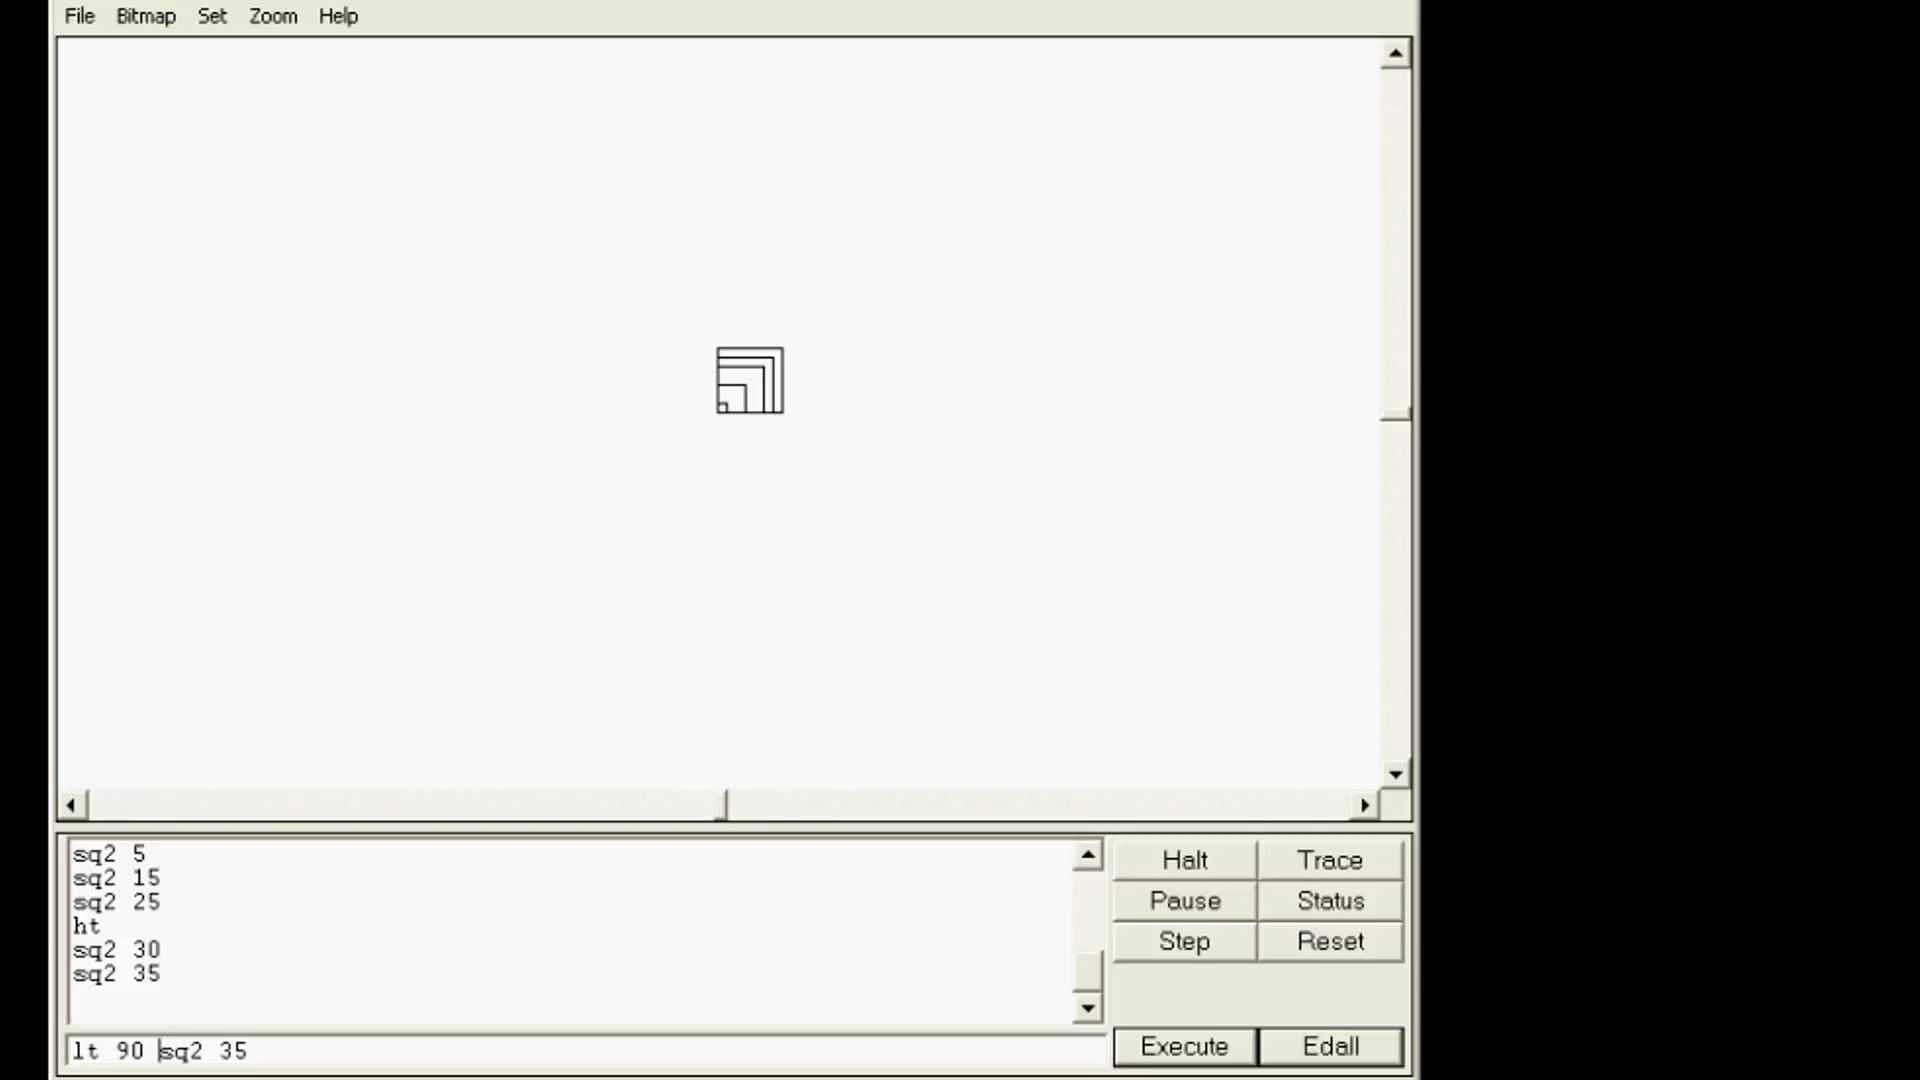 File Bitmap Set Zoom Help
sq2 5
sq2 15
sq2 25
ht
sq2 30
sq2 35
Halt Trace
Pause Status
Step Reset
lt 90 sq2 35
Execute Edall